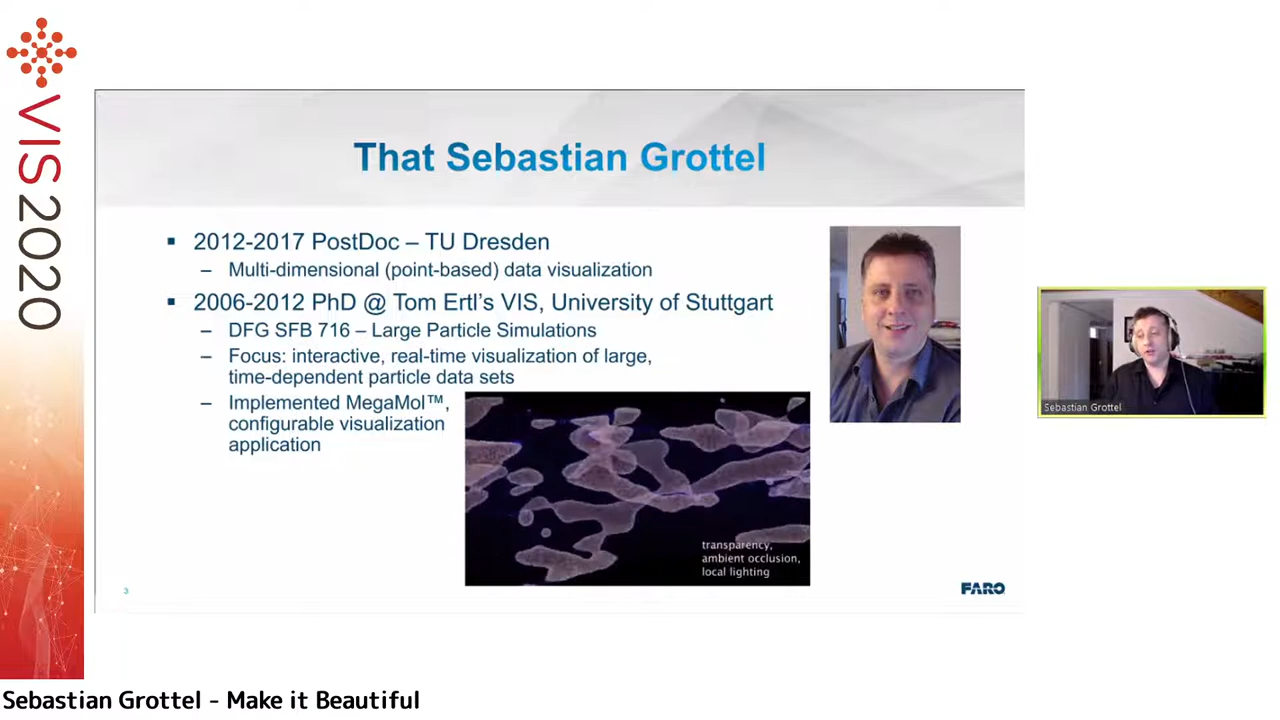 VIS2020
That Sebastian Grottel
▪ 2012-2017 PostDoc – TU Dresden
– Multi-dimensional (point-based) data visualization
▪ 2006-2012 PhD @ Tom Ertl's VIS, University of Stuttgart
– DFG SFB 716 – Large Particle Simulations
– Focus: interactive, real-time visualization of large,
time-dependent particle data sets
– Implemented MegaMol™,
configurable visualization
application
transparency,
ambient occlusion,
local lighting
3
FARO
Sebastian Grottel
Sebastian Grottel - Make it Beautiful